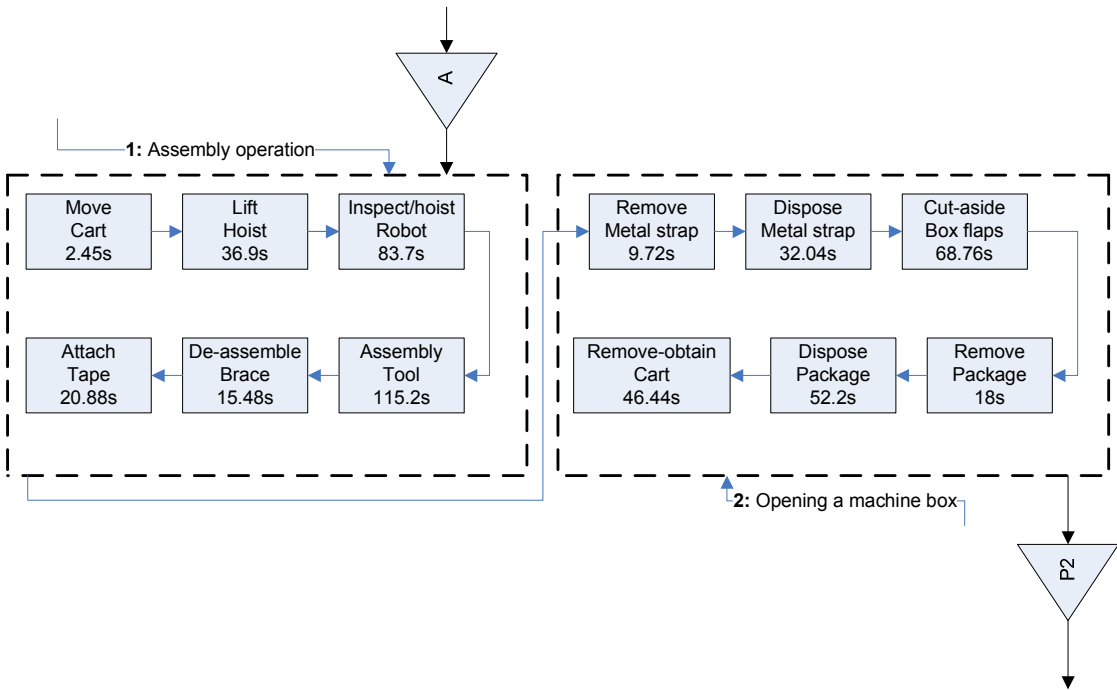 A
1: Assembly operation
Move
Cart
2.45s
Lift
Hoist
36.9s
Inspect/hoist
Robot
83.7s
Attach
Tape
20.88s
De-assemble
Brace
15.48s
Assembly
Tool
115.2s
Remove
Metal strap
9.72s
Dispose
Metal strap
32.04s
Cut-aside
Box flaps
68.76s
Remove-obtain
Cart
46.44s
Dispose
Package
52.2s
Remove
Package
18s
2: Opening a machine box
P2